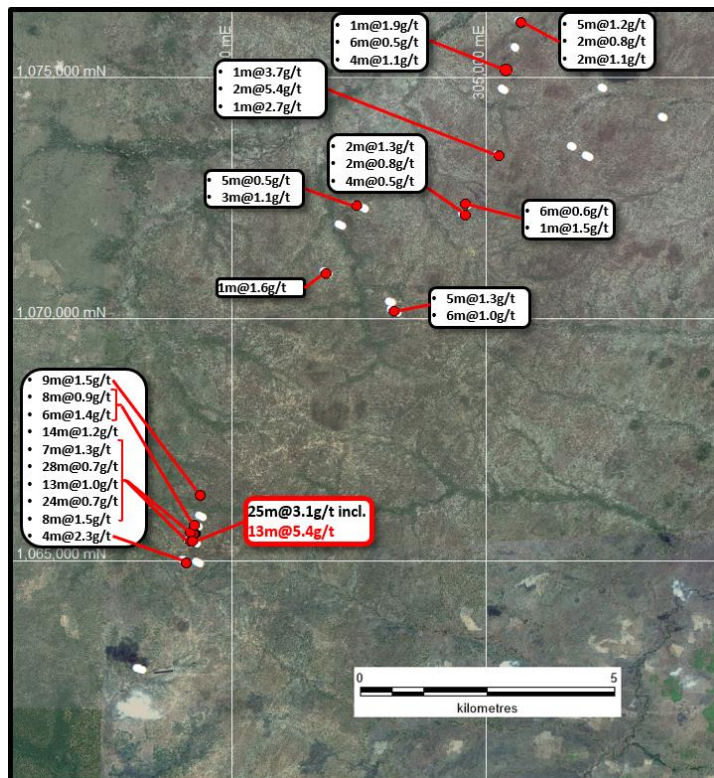 • 1m@1.9g/t
• 6m@0.5g/t
• 4m@1.1g/t
• 5m@1.2g/t
• 2m@0.8g/t
• 2m@1.1g/t
305,000 mE
mE
1,075,000 mN
• 1m@3.7g/t
• 2m@5.4g/t
• 1m@2.7g/t
• 2m@1.3g/t
• 2m@0.8g/t
• 4m@0.5g/t
• 5m@0.5g/t
• 3m@1.1g/t
• 6m@0.6g/t
• 1m@1.5g/t
1m@1.6g/t
• 5m@1.3g/t
• 6m@1.0g/t
1,070,000 mN
• 9m@1.5g/t
• 8m@0.9g/t
• 6m@1.4g/t
• 14m@1.2g/t
• 7m@1.3g/t
• 28m@0.7g/t
• 13m@1.0g/t
• 24m@0.7g/t
• 8m@1.5g/t
• 4m@2.3g/t
25m@3.1g/t incl.
13m@5.4g/t
1,065,000 mN
0 5
kilometres